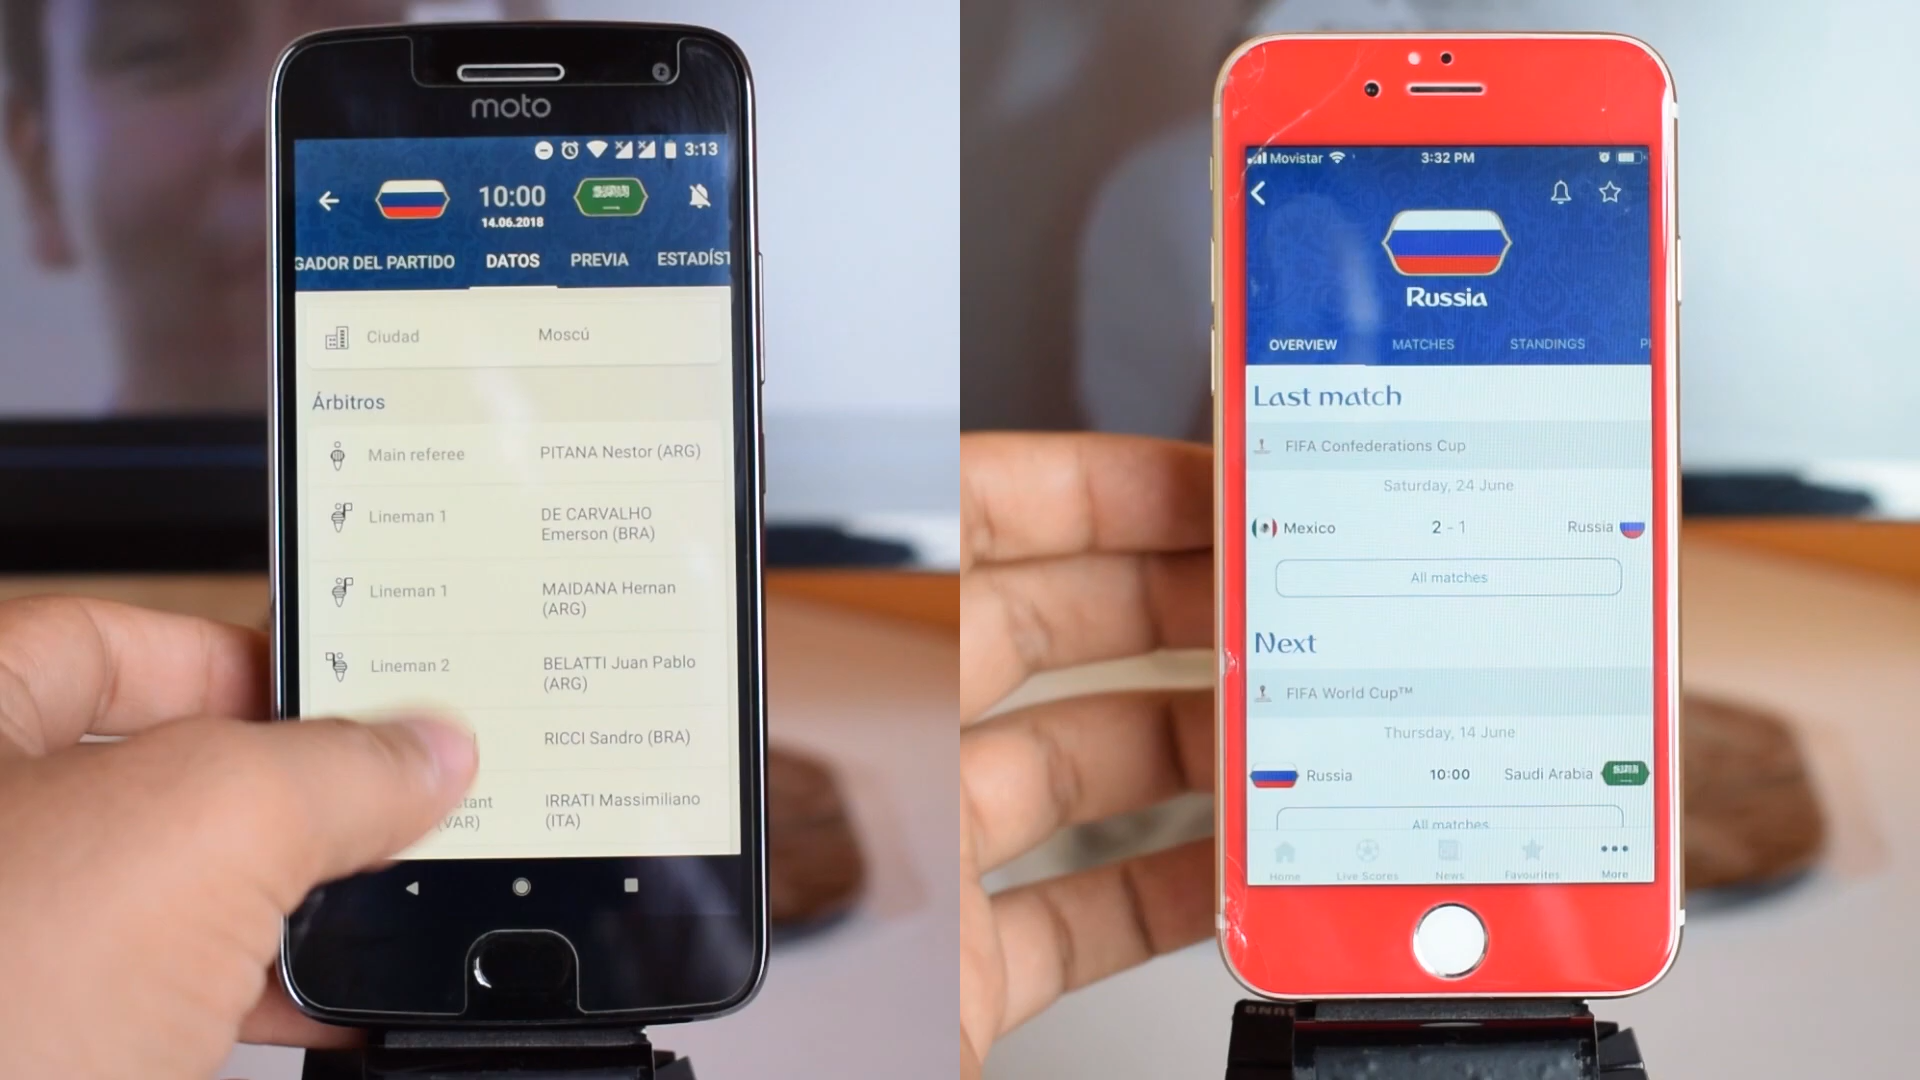 moto
3:13
10:00
14.06.2018
GADOR DEL PARTIDO DATOS PREVIA ESTADÍST
Ciudad Moscú
Árbitros
Main referee PITANA Nestor (ARG)
Lineman 1 DE CARVALHO
Emerson (BRA)
Lineman 1 MAIDANA Hernan
(ARG)
Lineman 2 BELATTI Juan Pablo
(ARG)
RICCI Sandro (BRA)
stant IRRATI Massimiliano
(VAR) (ITA)
Movistar 3:32 PM
Russia
OVERVIEW MATCHES STANDINGS
Last match
FIFA Confederations Cup
Saturday, 24 June
Mexico 2 - 1 Russia
All matches
Next
FIFA World Cup™
Thursday, 14 June
Russia 10:00 Saudi Arabia
All matches
Home Live Scores News Favourites More